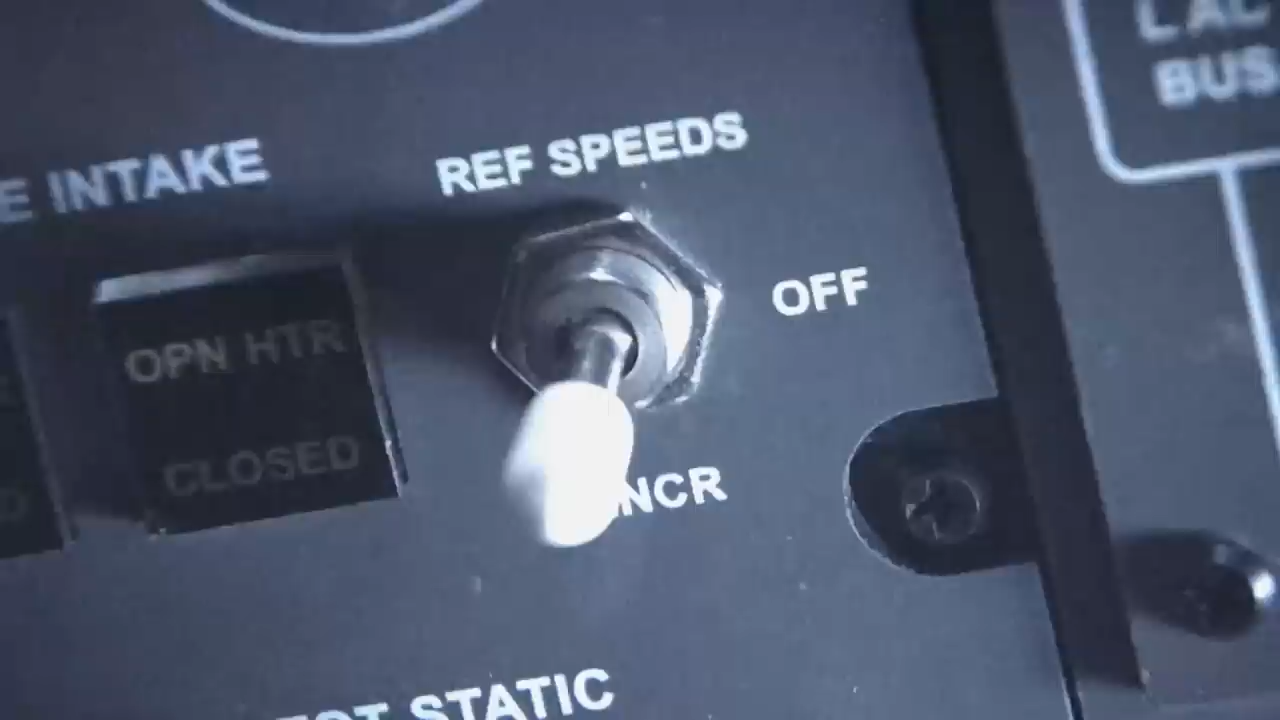 L AC
BUS
E INTAKE
REF SPEEDS
OFF
OPN HTR
CLOSED
INCR
STATIC